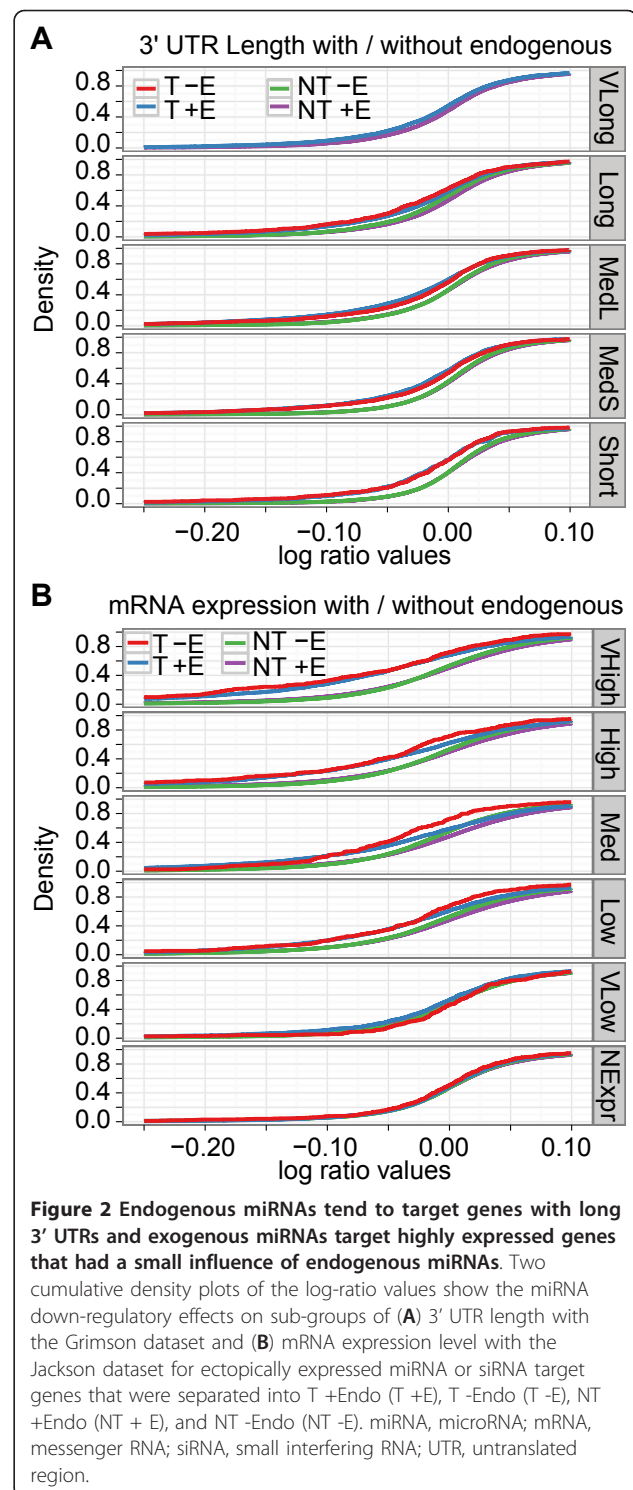 A
3' UTR Length with / without endogenous
T −E NT −E
T +E NT +E
0.8
0.4
0.0
VLong
0.8
0.4
0.0
Long
0.8
0.4
0.0
MedL
0.8
0.4
0.0
MedS
0.8
0.4
0.0
Short
Density
−0.20 −0.10 0.00 0.10
log ratio values
B
mRNA expression with / without endogenous
T −E NT −E
T +E NT +E
0.8
0.4
0.0
VHigh
0.8
0.4
0.0
High
0.8
0.4
0.0
Med
0.8
0.4
0.0
Low
0.8
0.4
0.0
VLow
0.8
0.4
0.0
NExpr
Density
−0.20 −0.10 0.00 0.10
log ratio values
Figure 2 Endogenous miRNAs tend to target genes with long
3' UTRs and exogenous miRNAs target highly expressed genes
that had a small influence of endogenous miRNAs. Two
cumulative density plots of the log-ratio values show the miRNA
down-regulatory effects on sub-groups of (A) 3' UTR length with
the Grimson dataset and (B) mRNA expression level with the
Jackson dataset for ectopically expressed miRNA or siRNA target
genes that were separated into T +Endo (T +E), T -Endo (T -E), NT
+Endo (NT + E), and NT -Endo (NT -E). miRNA, microRNA; mRNA,
messenger RNA; siRNA, small interfering RNA; UTR, untranslated
region.